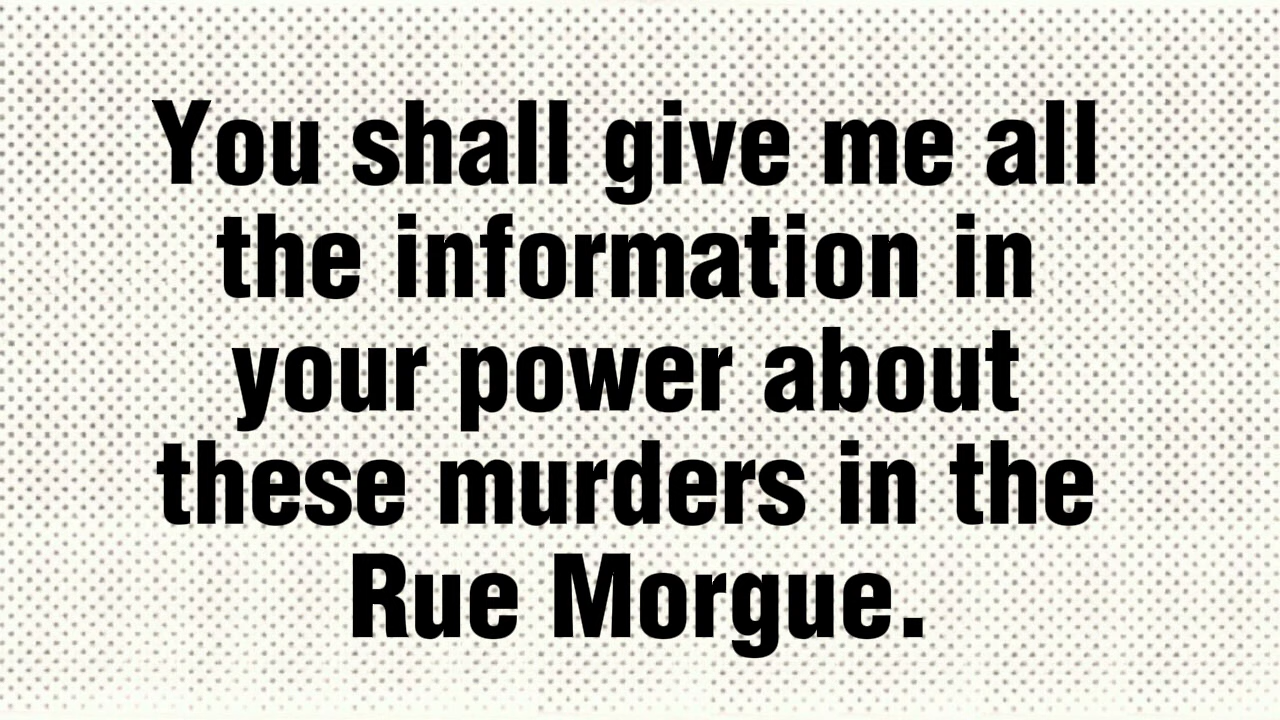 You shall give me all
the information in
your power about
these murders in the
Rue Morgue.